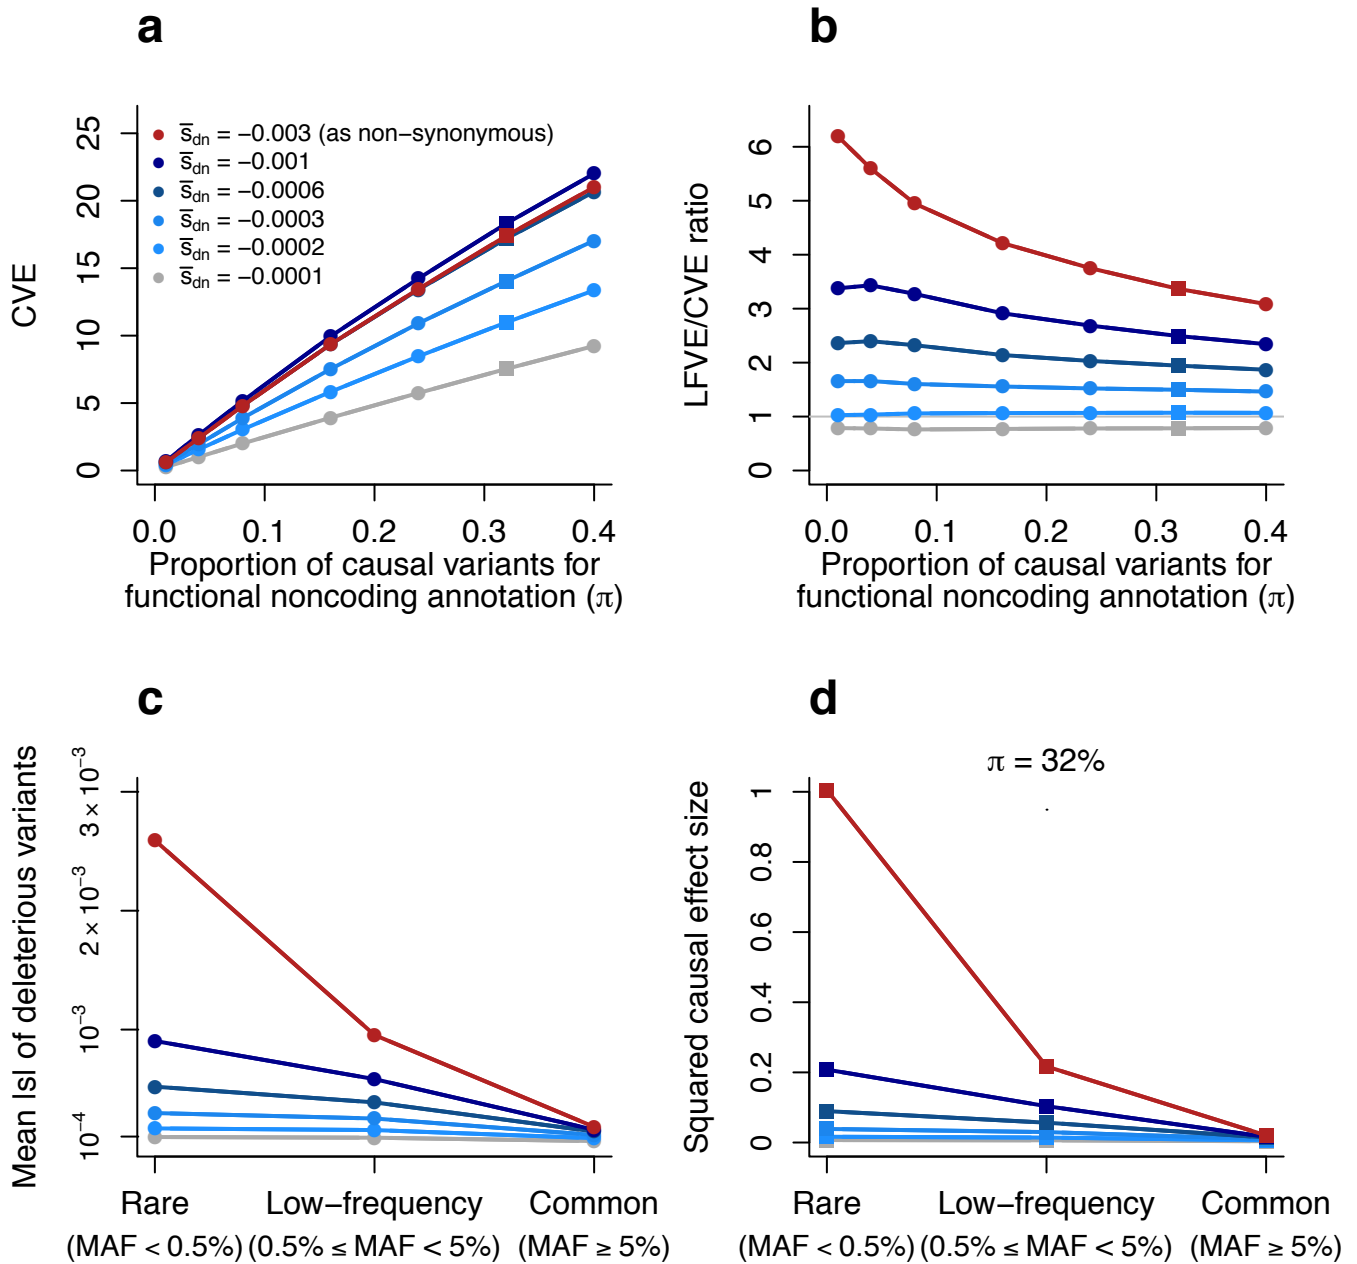 a
CVE
0
5
10
15
20
25
s̅dn = −0.003 (as non−synonymous)
s̅dn = −0.001
s̅dn = −0.0006
s̅dn = −0.0003
s̅dn = −0.0002
s̅dn = −0.0001
0.0 0.1 0.2 0.3 0.4
Proportion of causal variants for
functional noncoding annotation (π)
b
LFVE/CVE ratio
0
1
2
3
4
5
6
0.0 0.1 0.2 0.3 0.4
Proportion of causal variants for
functional noncoding annotation (π)
c
Mean |s| of deleterious variants
10⁻⁴
10⁻³
2 × 10⁻³
3 × 10⁻³
Rare Low−frequency Common
(MAF < 0.5%) (0.5% ≤ MAF < 5%) (MAF ≥ 5%)
d
π = 32%
Squared causal effect size
0
0.2
0.4
0.6
0.8
1
Rare Low−frequency Common
(MAF < 0.5%) (0.5% ≤ MAF < 5%) (MAF ≥ 5%)